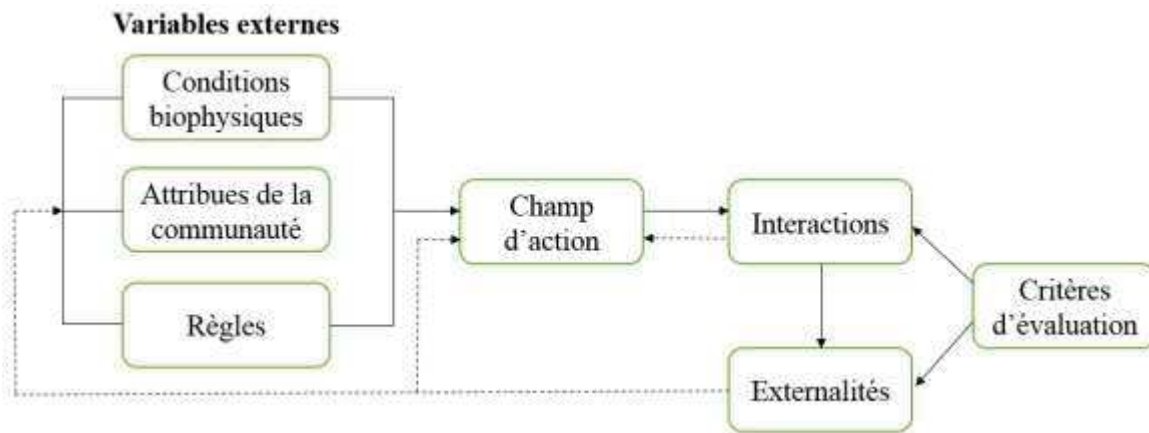 Variables externes
Conditions
biophysiques
Attribues de la
communauté
Règles
Champ
d'action
Interactions
Externalités
Critères
d'évaluation